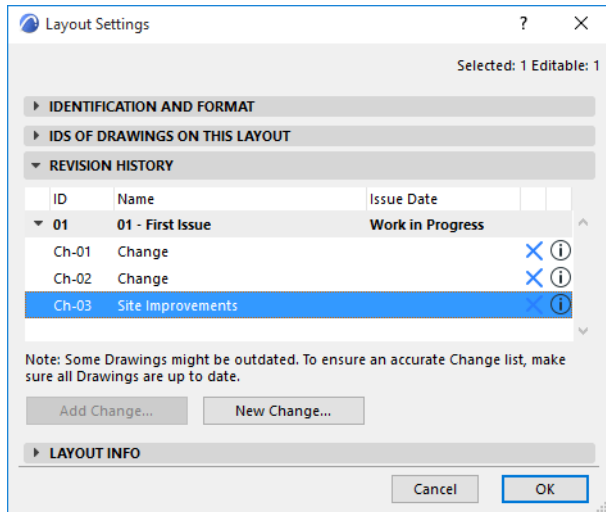 Layout Settings
? ×
Selected: 1 Editable: 1
IDENTIFICATION AND FORMAT
IDS OF DRAWINGS ON THIS LAYOUT
REVISION HISTORY
ID Name Issue Date
01 01 - First Issue Work in Progress
Ch-01 Change
Ch-02 Change
Ch-03 Site Improvements
Note: Some Drawings might be outdated. To ensure an accurate Change list, make
sure all Drawings are up to date.
Add Change... New Change...
LAYOUT INFO
Cancel OK